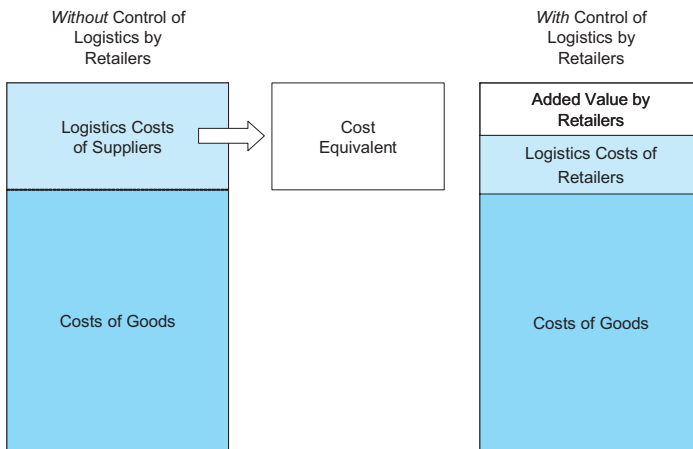 Without Control of
Logistics by
Retailers
With Control of
Logistics by
Retailers
Logistics Costs
of Suppliers
Cost
Equivalent
Added Value by
Retailers
Logistics Costs of
Retailers
Costs of Goods
Costs of Goods